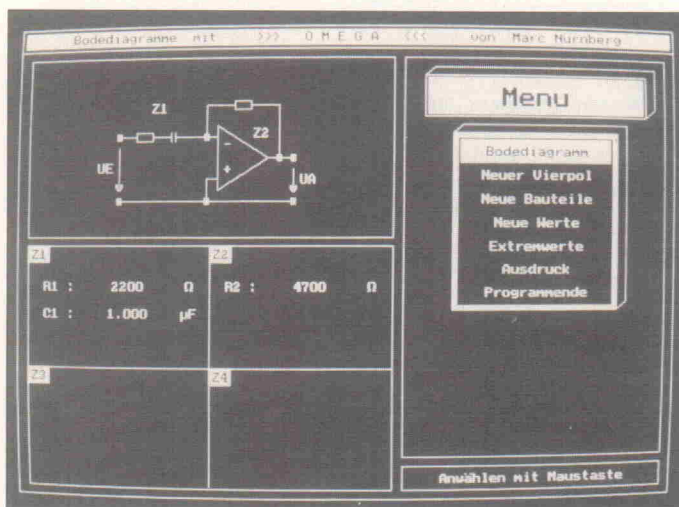 Bodediagramme mit >>> O M E G A <<< von Marc Nürnberg
Z1
Z2
-
+
UE
UA
Z1
R1 : 2200 Ω
C1 : 1.000 µF
Z2
R2 : 4700 Ω
Z3
Z4
Menu
Bodediagramm
Neuer Vierpol
Neue Bauteile
Neue Werte
Extremwerte
Ausdruck
Programmende
Anwählen mit Maustaste